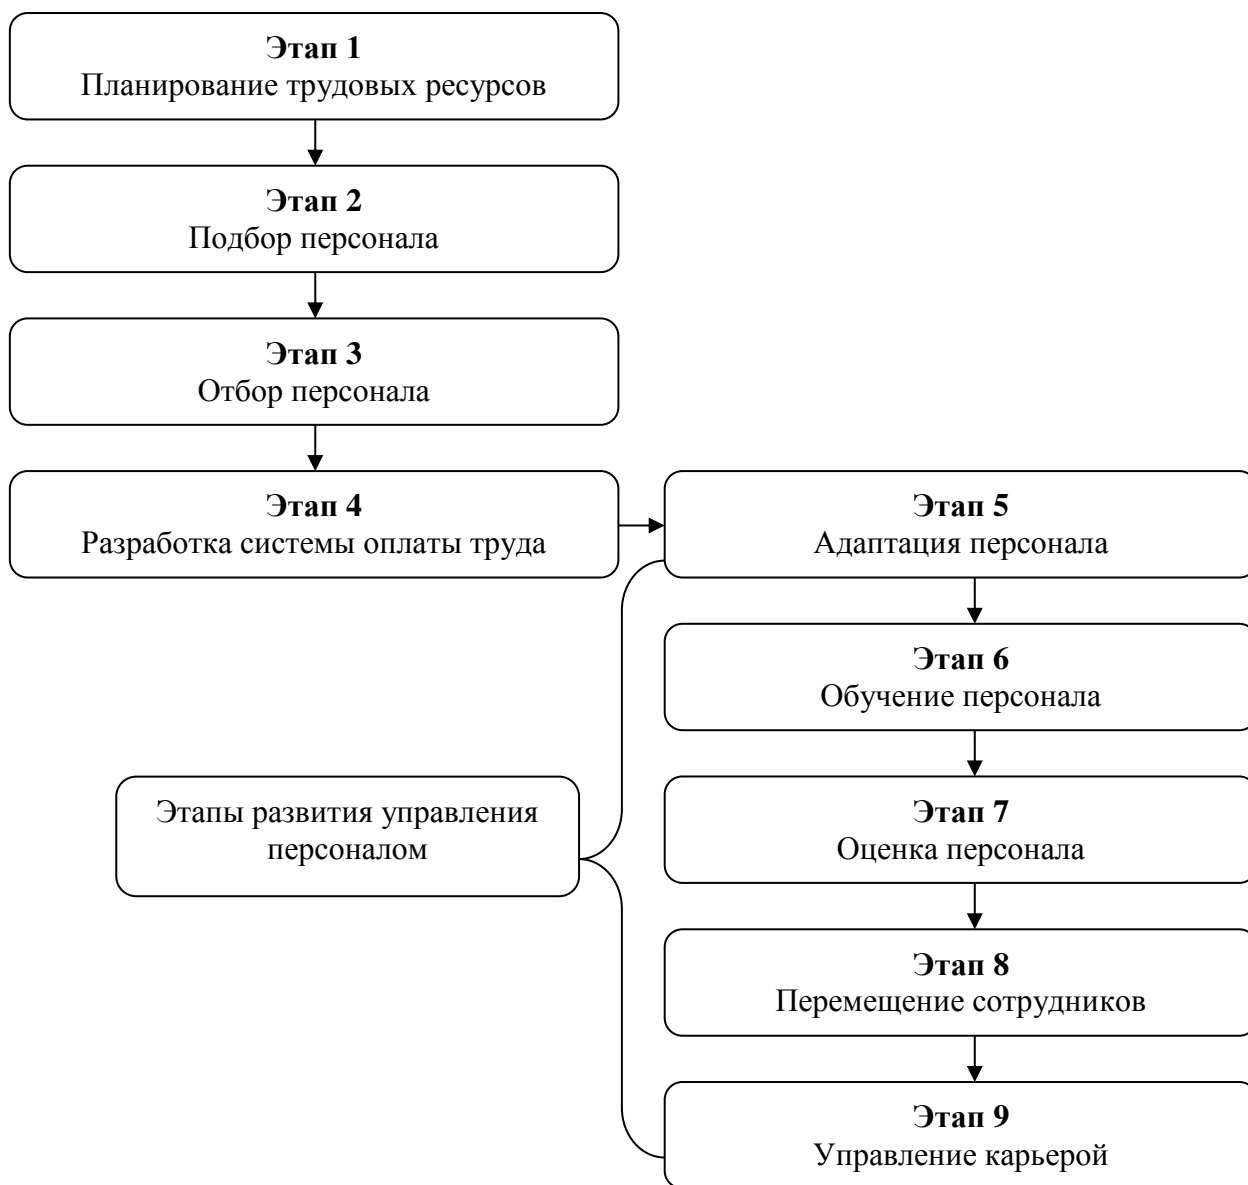 Этап 1
Планирование трудовых ресурсов
Этап 2
Подбор персонала
Этап 3
Отбор персонала
Этап 4
Разработка системы оплаты труда
Этап 5
Адаптация персонала
Этап 6
Обучение персонала
Этапы развития управления
персоналом
Этап 7
Оценка персонала
Этап 8
Перемещение сотрудников
Этап 9
Управление карьерой